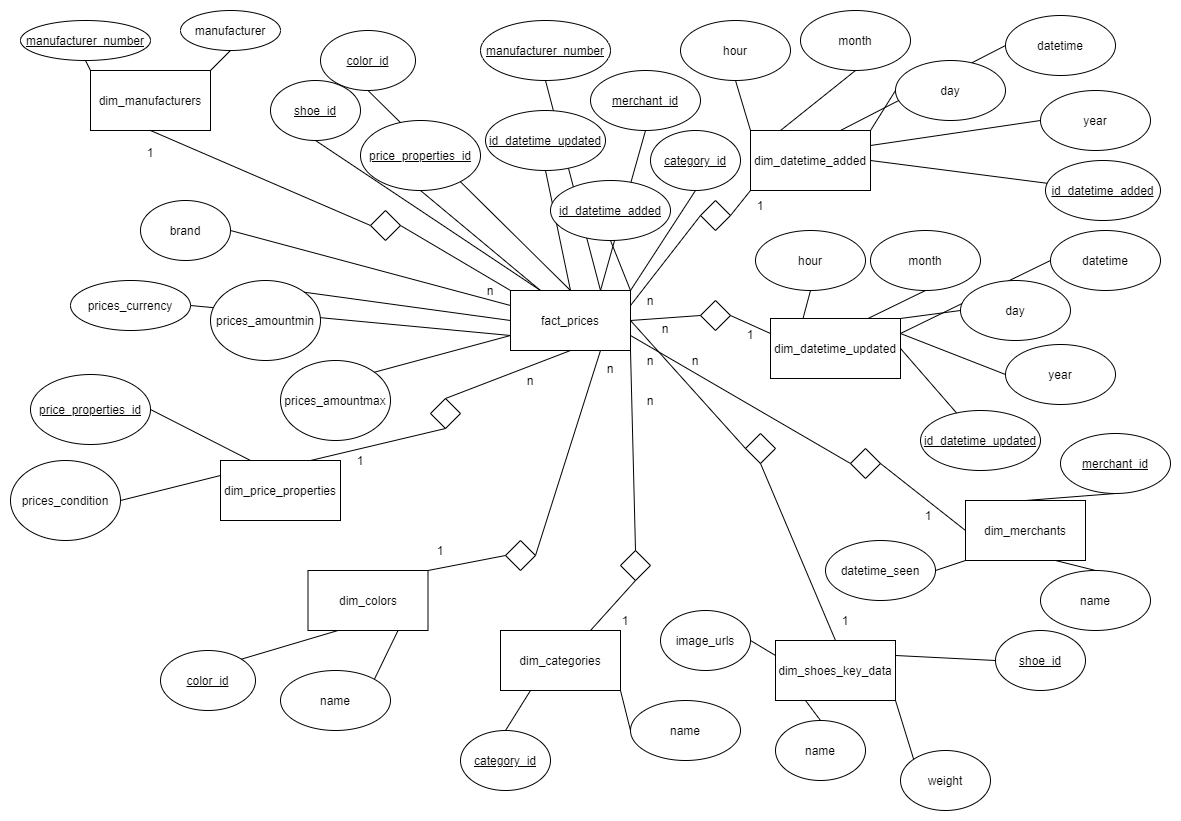 manufacturer_number
manufacturer
dim_manufacturers
1
color_id
shoe_id
price_properties_id
manufacturer_number
merchant_id
id_datetime_updated
category_id
id_datetime_added
hour
month
datetime
day
year
dim_datetime_added
id_datetime_added
1
brand
prices_currency
prices_amountmin
prices_amountmax
n
fact_prices
n
n
n
n
n
n
n
hour
month
datetime
day
1
dim_datetime_updated
year
id_datetime_updated
price_properties_id
prices_condition
dim_price_properties
1
merchant_id
1
dim_merchants
datetime_seen
name
1
dim_colors
color_id
name
1
dim_categories
category_id
name
1
image_urls
dim_shoes_key_data
shoe_id
name
weight